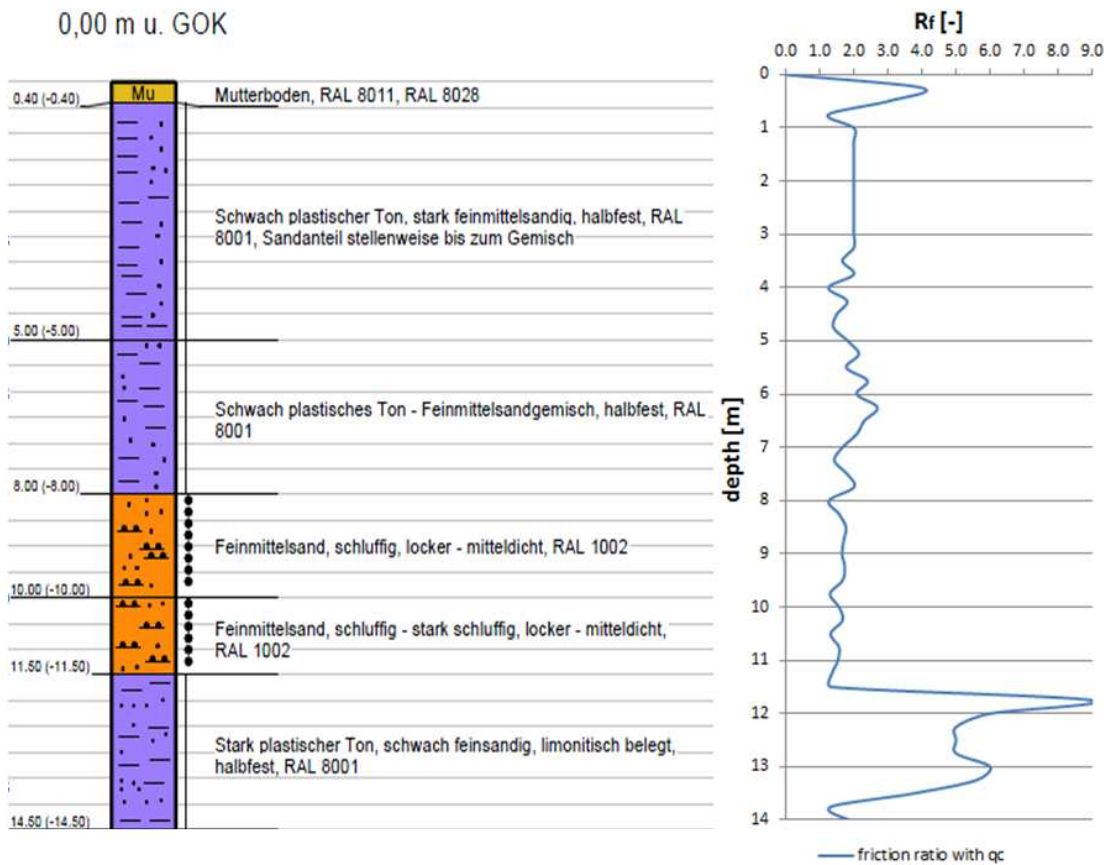 0,00 m u. GOK
Mu
0.40 (-0.40)
Mutterboden, RAL 8011, RAL 8028
Schwach plastischer Ton, stark feinmittelsandig, halbfest, RAL
8001, Sandanteil stellenweise bis zum Gemisch
5.00 (-5.00)
Schwach plastisches Ton - Feinmittelsandgemisch, halbfest, RAL
8001
8.00 (-8.00)
Feinmittelsand, schluffig, locker - mitteldicht, RAL 1002
10.00 (-10.00)
Feinmittelsand, schluffig - stark schluffig, locker - mitteldicht,
RAL 1002
11.50 (-11.50)
Stark plastischer Ton, schwach feinsandig, limonitisch belegt,
halbfest, RAL 8001
14.50 (-14.50)
Rf [-]
0.0 1.0 2.0 3.0 4.0 5.0 6.0 7.0 8.0 9.0
0
1
2
3
4
5
6
7
8
9
10
11
12
13
14
depth [m]
friction ratio with qc